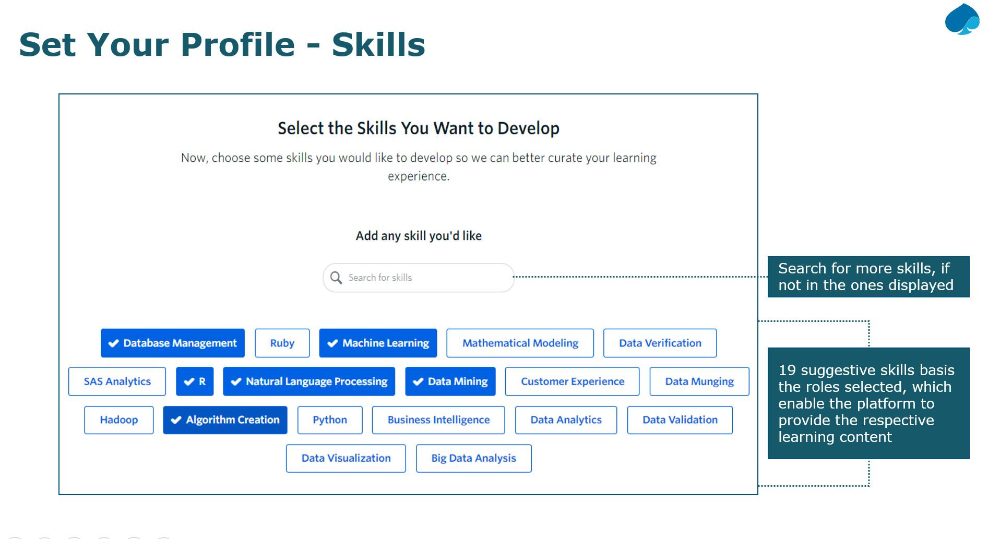 Set Your Profile - Skills
Select the Skills You Want to Develop
Now, choose some skills you would like to develop so we can better curate your learning
experience.
Add any skill you'd like
Search for skills
Search for more skills, if
not in the ones displayed
Database Management Ruby Machine Learning Mathematical Modeling Data Verification
SAS Analytics R Natural Language Processing Data Mining Customer Experience Data Munging
Hadoop Algorithm Creation Python Business Intelligence Data Analytics Data Validation
Data Visualization Big Data Analysis
19 suggestive skills basis
the roles selected, which
enable the platform to
provide the respective
learning content